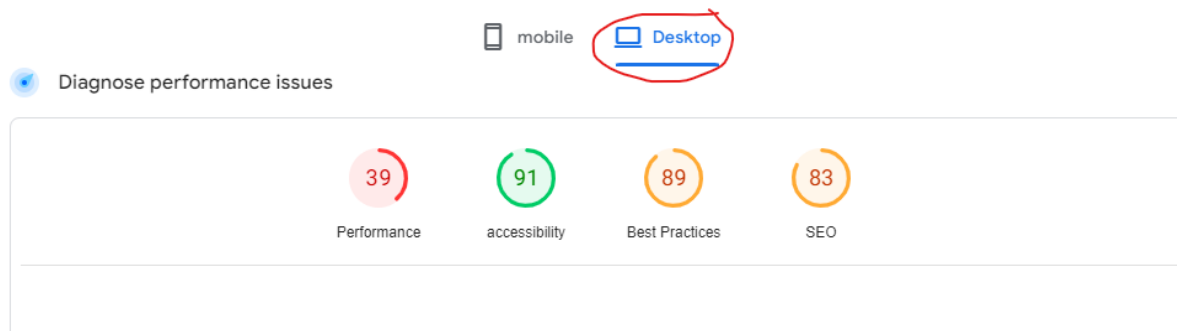 mobile Desktop
Diagnose performance issues
39 91 89 83
Performance accessibility Best Practices SEO